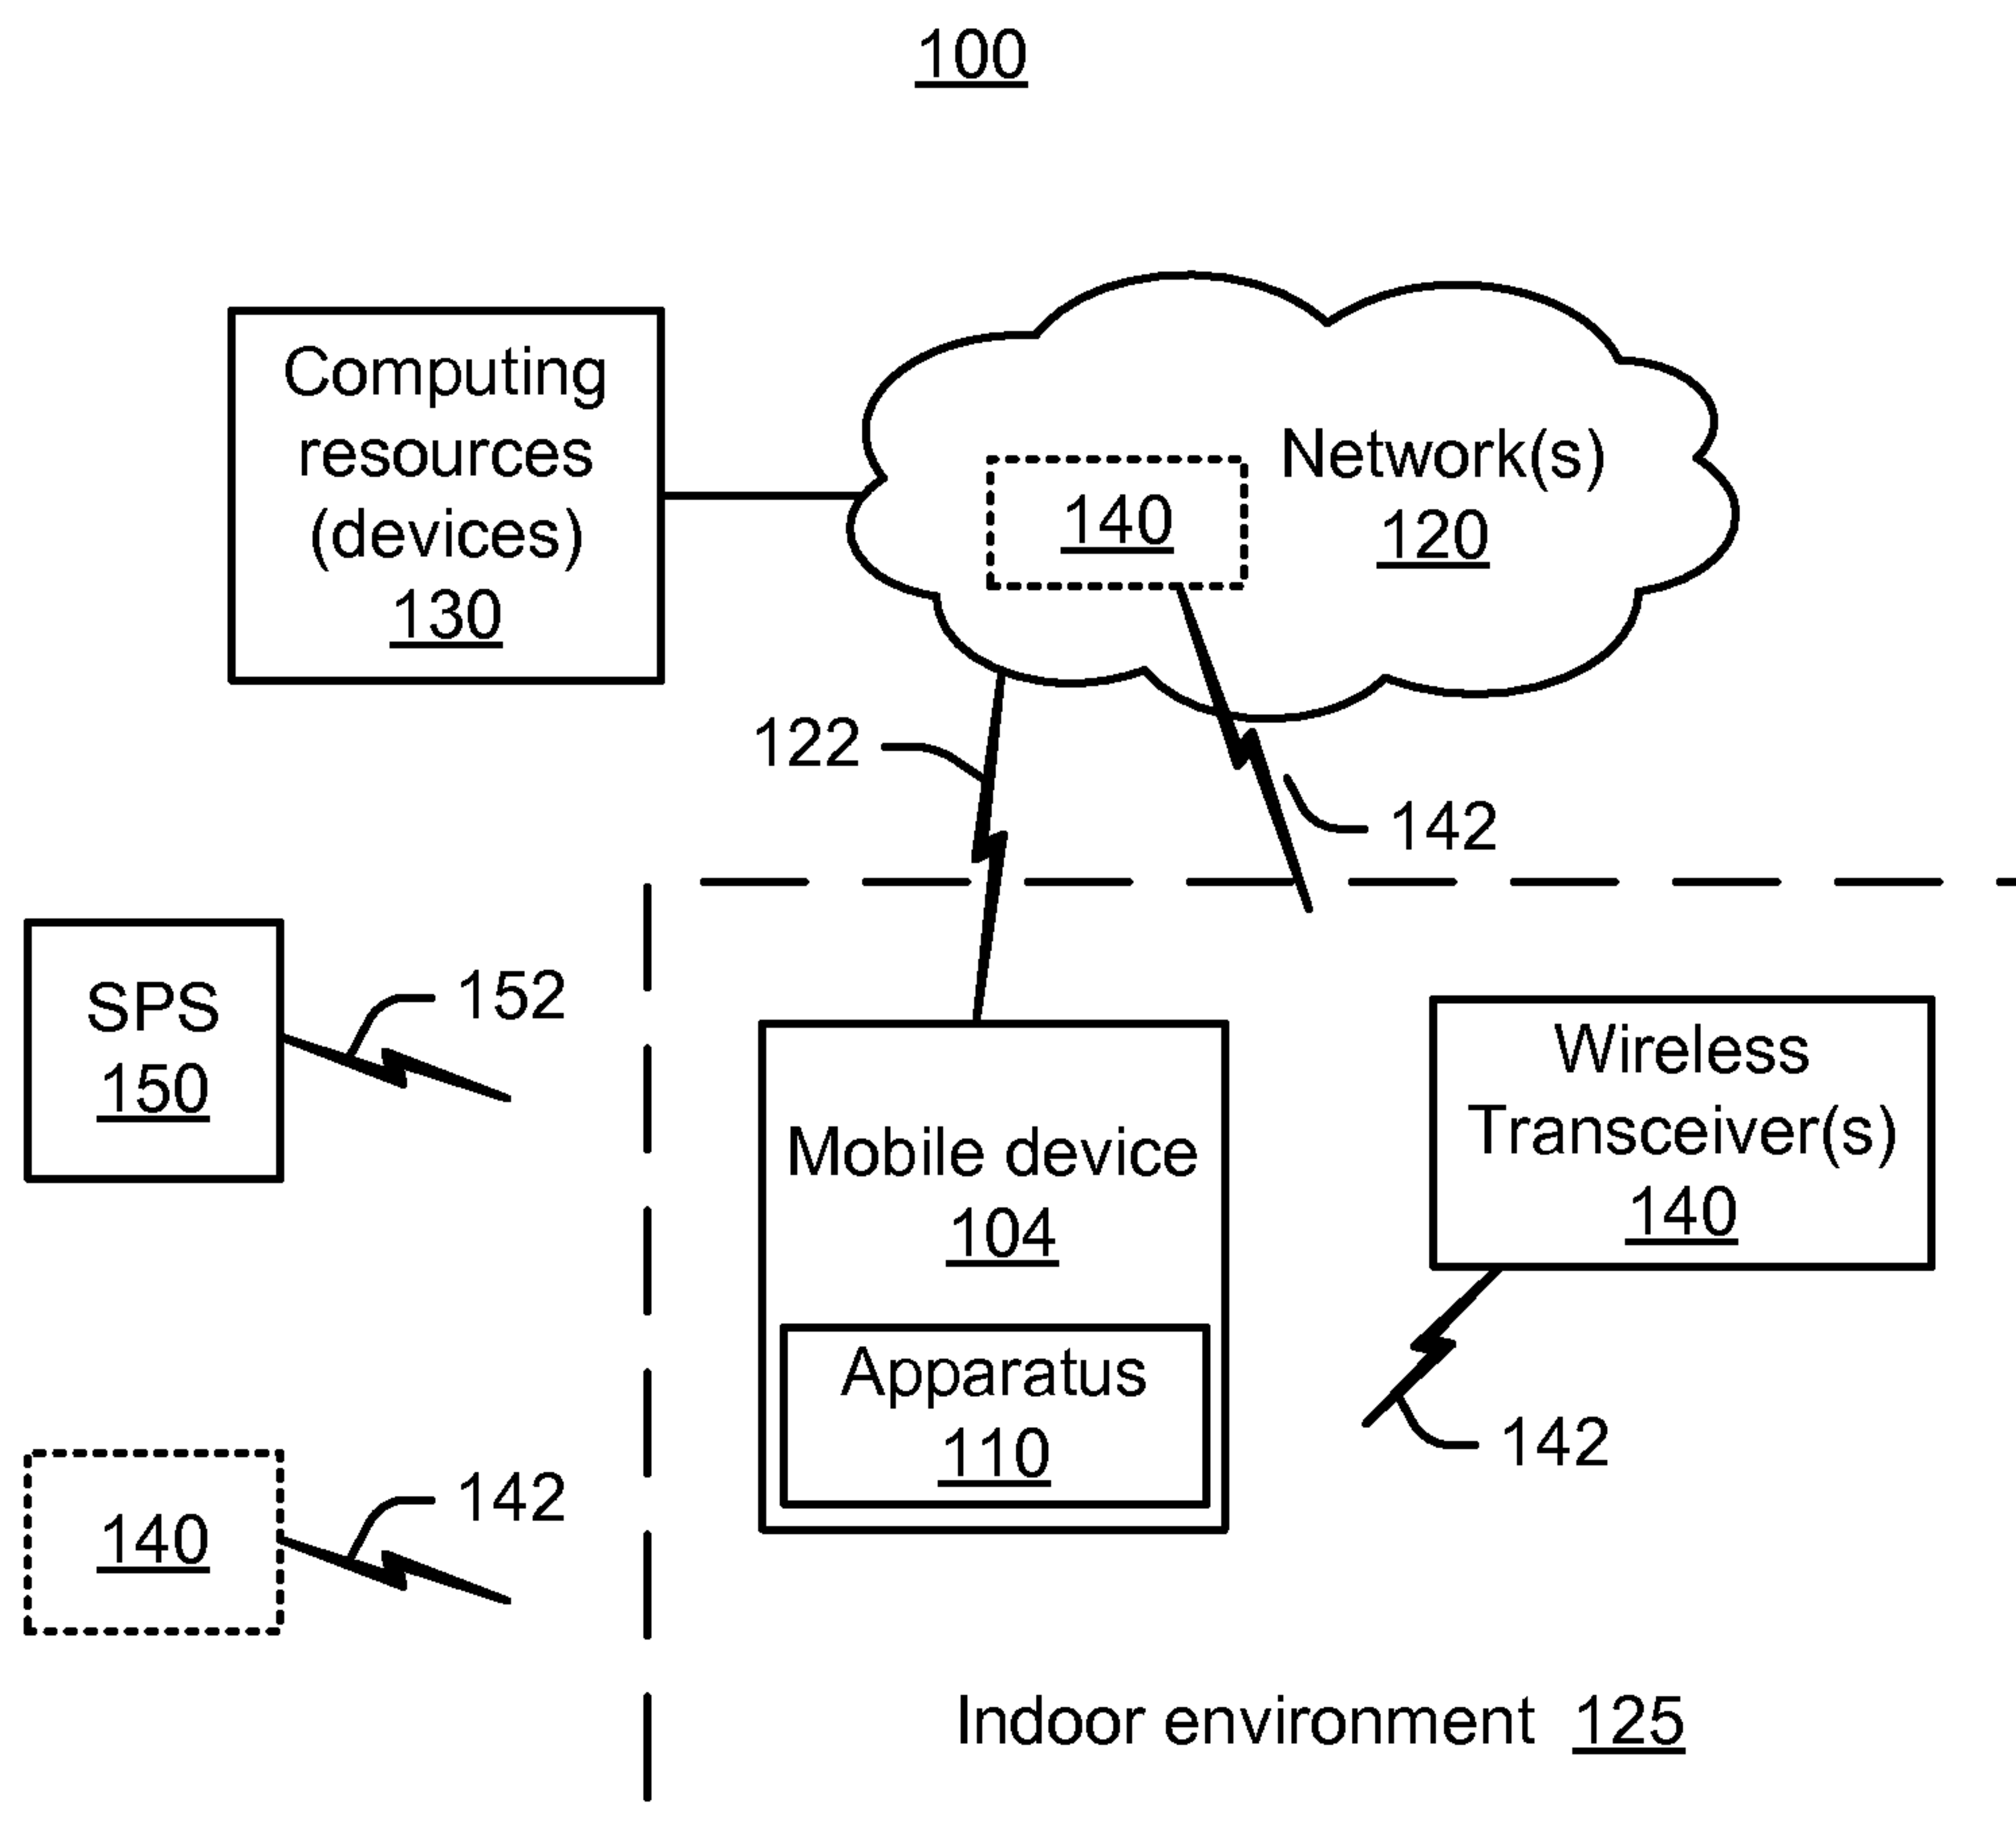 100
Computing
resources
(devices)
130
Network(s)
120
140
122
142
SPS
150
152
Mobile device
104
Apparatus
110
Wireless
Transceiver(s)
140
142
140
142
Indoor environment 125